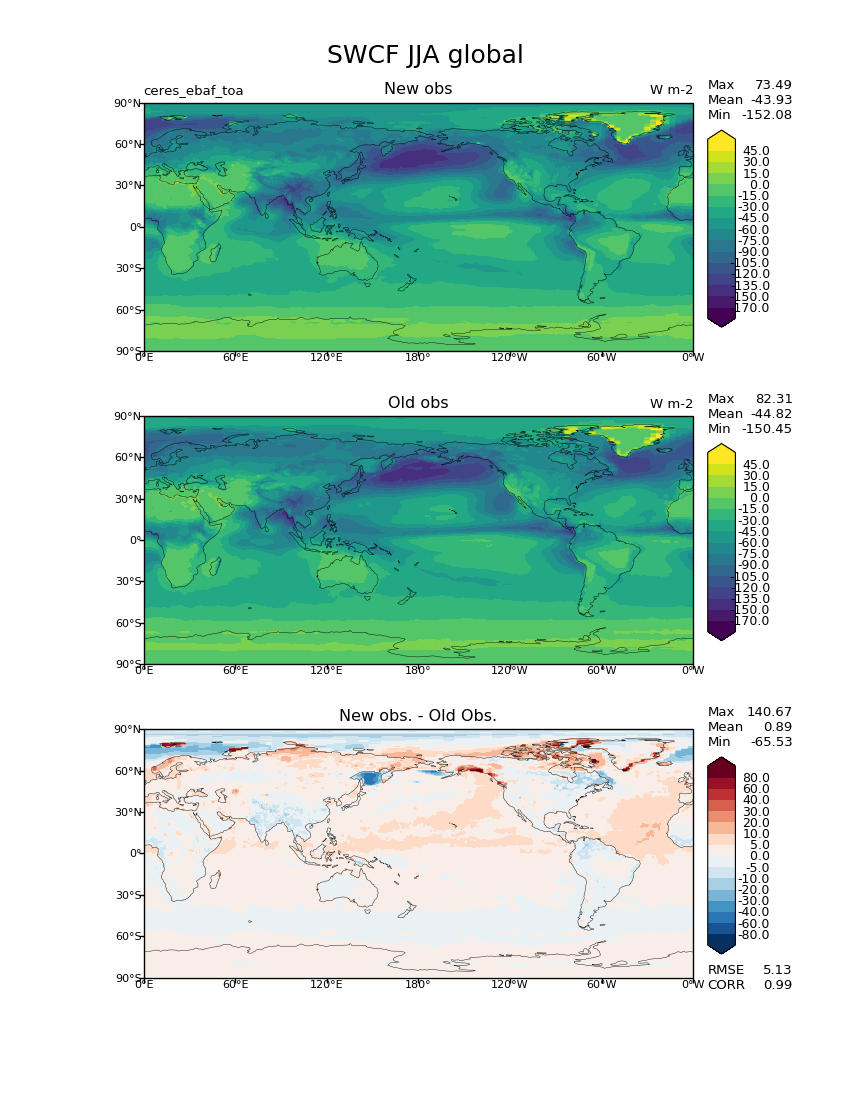 SWCF JJA global
ceres_ebaf_toa New obs W m-2
Max 73.49
Mean -43.93
Min -152.08
90°N
60°N
30°N
0°
30°S
60°S
90°S
0°E 60°E 120°E 180° 120°W 60°W 0°W
45.0
30.0
15.0
0.0
-15.0
-30.0
-45.0
-60.0
-75.0
-90.0
-105.0
-120.0
-135.0
-150.0
-170.0
Old obs W m-2
Max 82.31
Mean -44.82
Min -150.45
90°N
60°N
30°N
0°
30°S
60°S
90°S
0°E 60°E 120°E 180° 120°W 60°W 0°W
45.0
30.0
15.0
0.0
-15.0
-30.0
-45.0
-60.0
-75.0
-90.0
-105.0
-120.0
-135.0
-150.0
-170.0
New obs. - Old Obs.
Max 140.67
Mean 0.89
Min -65.53
90°N
60°N
30°N
0°
30°S
60°S
90°S
0°E 60°E 120°E 180° 120°W 60°W 0°W
80.0
60.0
40.0
30.0
20.0
10.0
5.0
0.0
-5.0
-10.0
-20.0
-30.0
-40.0
-60.0
-80.0
RMSE 5.13
CORR 0.99